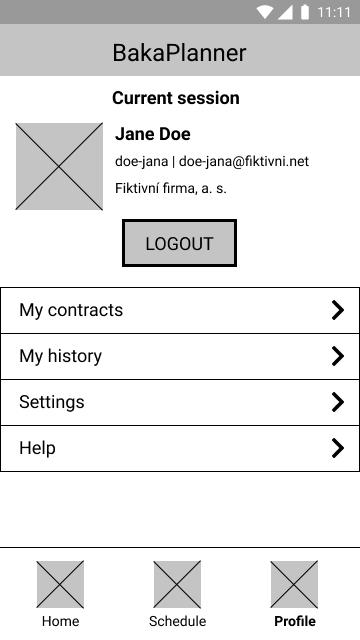 11:11
BakaPlanner
Current session
Jane Doe
doe-jana | doe-jana@fiktivni.net
Fiktivní firma, a. s.
LOGOUT
My contracts
My history
Settings
Help
Home Schedule Profile